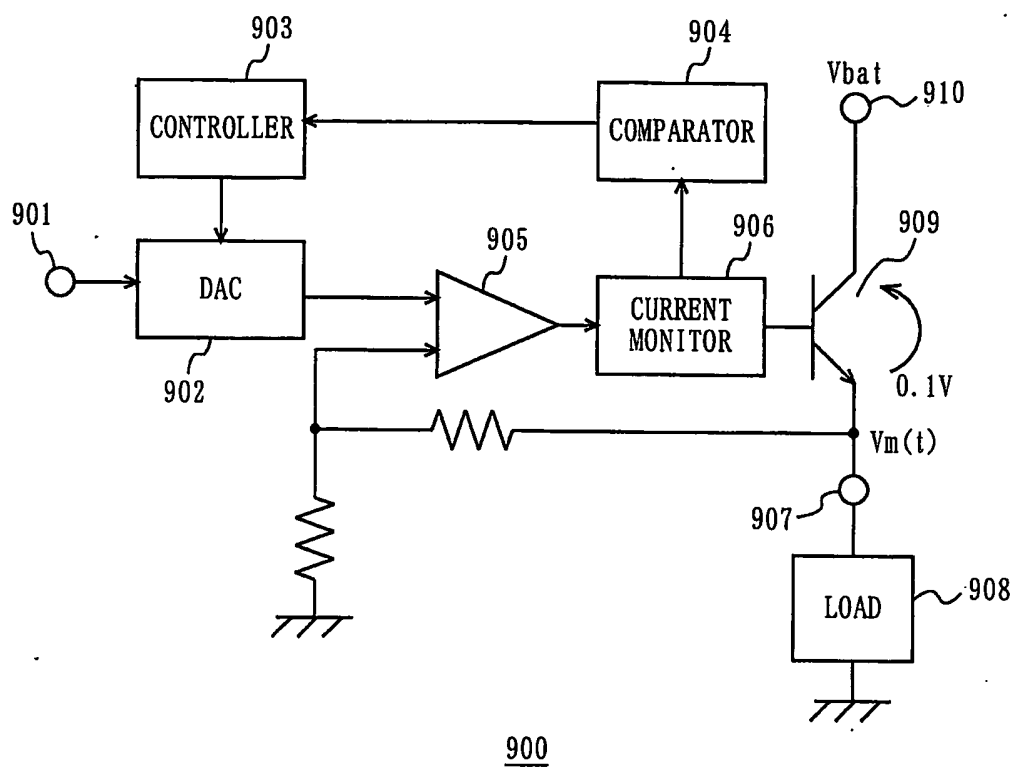 903
904
Vbat
910
CONTROLLER
COMPARATOR
901
905
906
909
DAC
CURRENT
MONITOR
902
0.1V
Vm(t)
907
LOAD
908
900